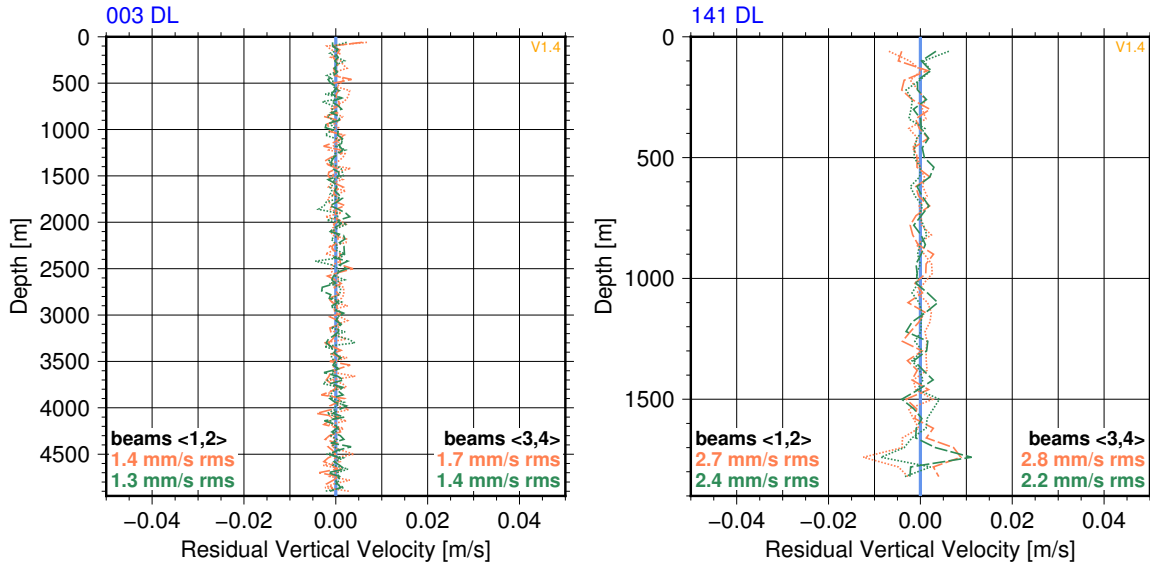 003 DL
V1.4
0
500
1000
1500
2000
2500
3000
3500
4000
4500
Depth [m]
beams <1,2>
1.4 mm/s rms
1.3 mm/s rms
beams <3,4>
1.7 mm/s rms
1.4 mm/s rms
−0.04 −0.02 0.00 0.02 0.04
Residual Vertical Velocity [m/s]
141 DL
V1.4
0
500
1000
1500
Depth [m]
beams <1,2>
2.7 mm/s rms
2.4 mm/s rms
beams <3,4>
2.8 mm/s rms
2.2 mm/s rms
−0.04 −0.02 0.00 0.02 0.04
Residual Vertical Velocity [m/s]